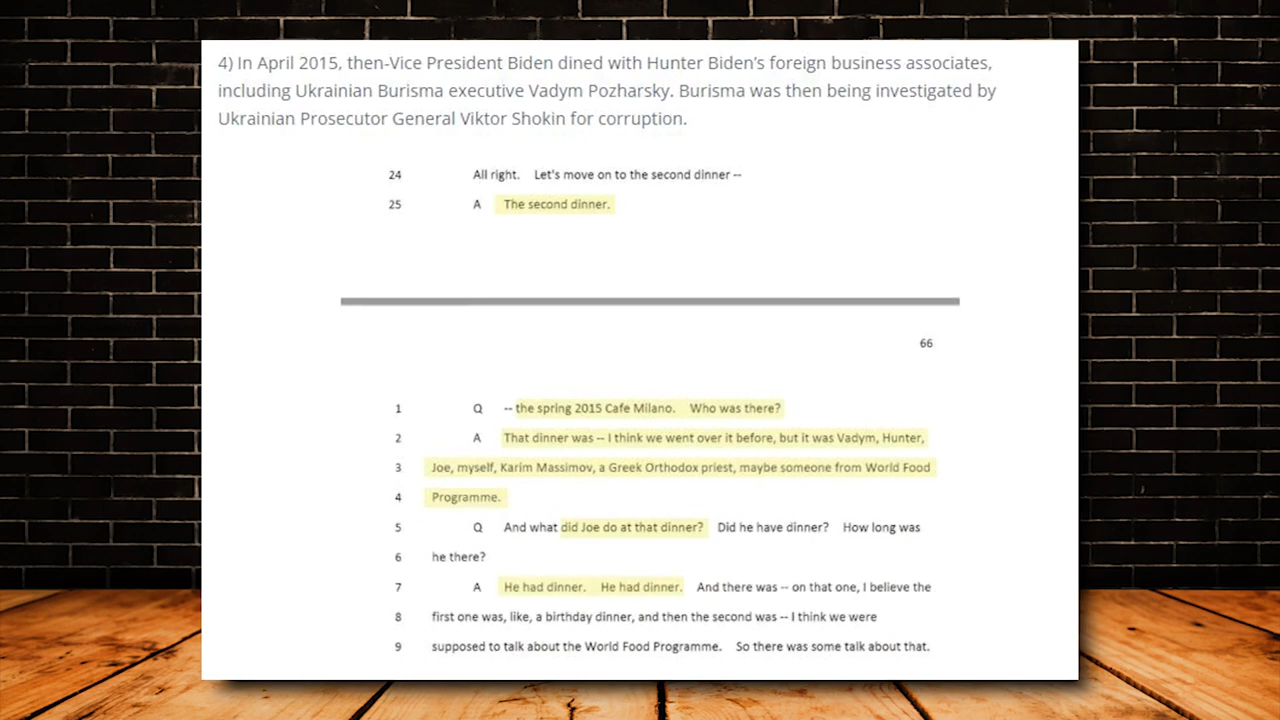 4) In April 2015, then-Vice President Biden dined with Hunter Biden's foreign business associates,
including Ukrainian Burisma executive Vadym Pozharsky. Burisma was then being investigated by
Ukrainian Prosecutor General Viktor Shokin for corruption.
24 All right. Let's move on to the second dinner --
25 A The second dinner.
66
1 Q -- the spring 2015 Cafe Milano. Who was there?
2 A That dinner was -- I think we went over it before, but it was Vadym, Hunter,
3 Joe, myself, Karim Massimov, a Greek Orthodox priest, maybe someone from World Food
4 Programme.
5 Q And what did Joe do at that dinner? Did he have dinner? How long was
6 he there?
7 A He had dinner. He had dinner. And there was -- on that one, I believe the
8 first one was, like, a birthday dinner, and then the second was -- I think we were
9 supposed to talk about the World Food Programme. So there was some talk about that.